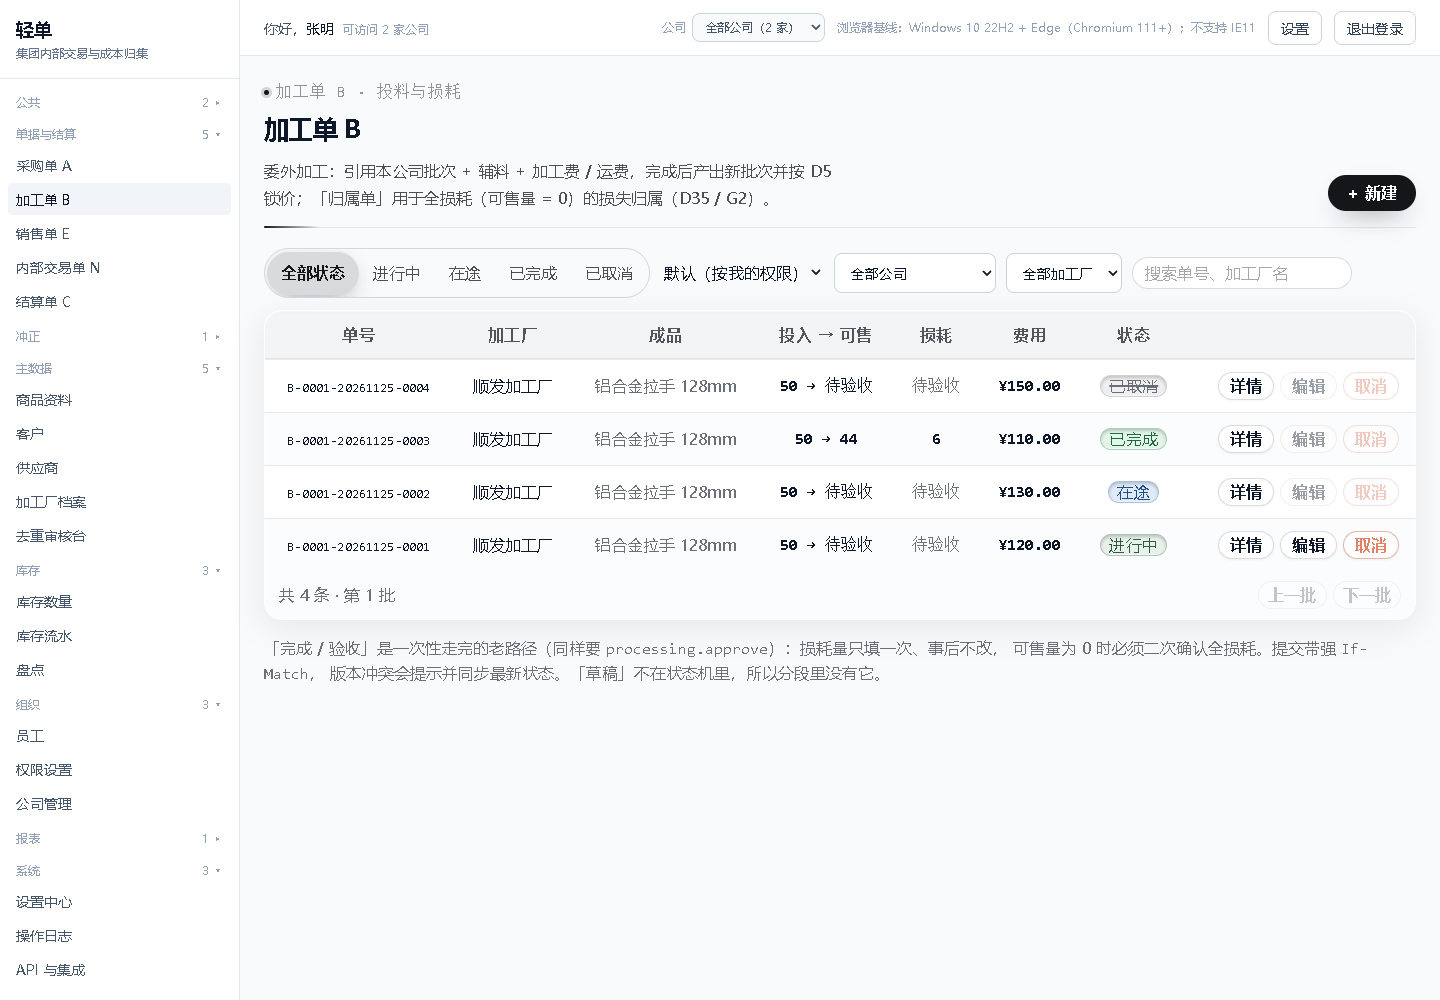 轻单
集团内部交易与成本归集
公共 2
单据与结算 5
采购单 A
加工单 B
销售单 E
内部交易单 N
结算单 C
冲正 1
主数据 5
商品资料
客户
供应商
加工厂档案
去重审核台
库存 3
库存数量
库存流水
盘点
组织 3
员工
权限设置
公司管理
报表 1
系统 3
设置中心
操作日志
API 与集成
你好，张明 可访问 2 家公司 公司 全部公司（2 家） 浏览器基线：Windows 10 22H2 + Edge（Chromium 111+）；不支持 IE11 设置 退出登录
加工单 B - 投料与损耗
加工单 B
委外加工：引用本公司批次 + 辅料 + 加工费 / 运费，完成后产出新批次并按 D5
锁价；「归属单」用于全损耗（可售量 = 0）的损失归属（D35 / G2）。
+ 新建
全部状态 进行中 在途 已完成 已取消 默认（按我的权限） 全部公司 全部加工厂 搜索单号、加工厂名
单号 加工厂 成品 投入 → 可售 损耗 费用 状态
B-0001-20261125-0004 顺发加工厂 铝合金拉手 128mm 50 → 待验收 待验收 ¥150.00 已取消 详情 编辑 取消
B-0001-20261125-0003 顺发加工厂 铝合金拉手 128mm 50 → 44 6 ¥110.00 已完成 详情 编辑 取消
B-0001-20261125-0002 顺发加工厂 铝合金拉手 128mm 50 → 待验收 待验收 ¥130.00 在途 详情 编辑 取消
B-0001-20261125-0001 顺发加工厂 铝合金拉手 128mm 50 → 待验收 待验收 ¥120.00 进行中 详情 编辑 取消
共 4 条 · 第 1 批 上一批 下一批
「完成 / 验收」是一次性走完的老路径（同样要 processing.approve）：损耗量只填一次、事后不改， 可售量为 0 时必须二次确认全损耗。提交带强 If-
Match， 版本冲突会提示并同步最新状态。「草稿」不在状态机里，所以分段里没有它。